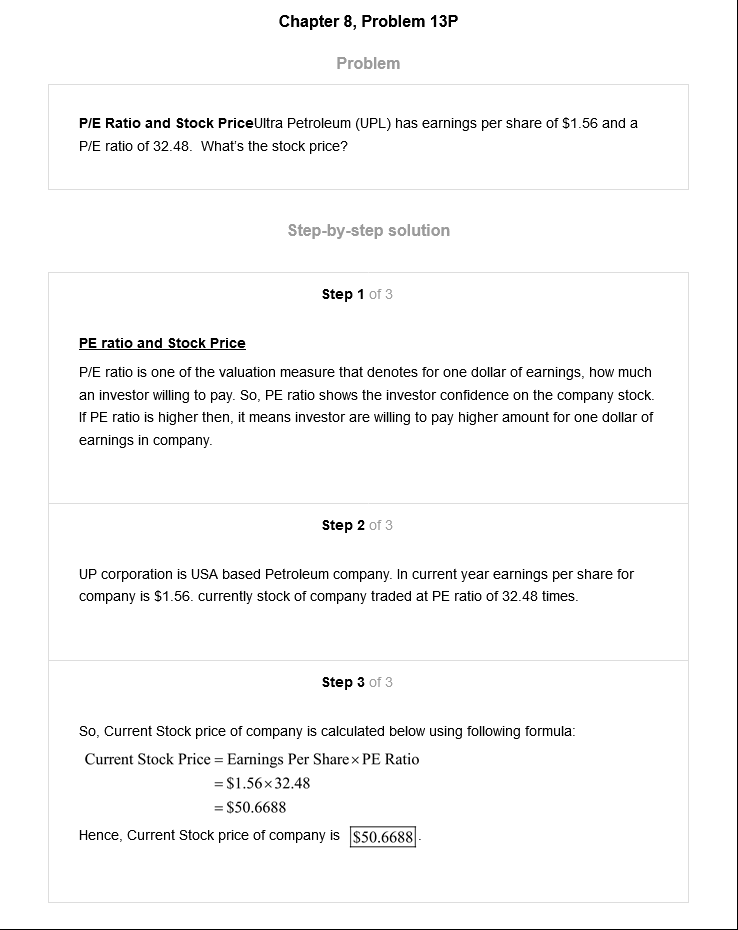 Chapter 8, Problem 13P
Problem
P/E Ratio and Stock PriceUltra Petroleum (UPL) has earnings per share of $1.56 and a
P/E ratio of 32.48.  What's the stock price?
Step-by-step solution
Step 1 of 3
PE ratio and Stock Price
P/E ratio is one of the valuation measure that denotes for one dollar of earnings, how much
an investor willing to pay. So, PE ratio shows the investor confidence on the company stock.
If PE ratio is higher then, it means investor are willing to pay higher amount for one dollar of
earnings in company.
Step 2 of 3
UP corporation is USA based Petroleum company. In current year earnings per share for
company is $1.56. currently stock of company traded at PE ratio of 32.48 times.
Step 3 of 3
So, Current Stock price of company is calculated below using following formula:
Current Stock Price = Earnings Per Share × PE Ratio
= $1.56 × 32.48
= $50.6688
Hence, Current Stock price of company is $50.6688.